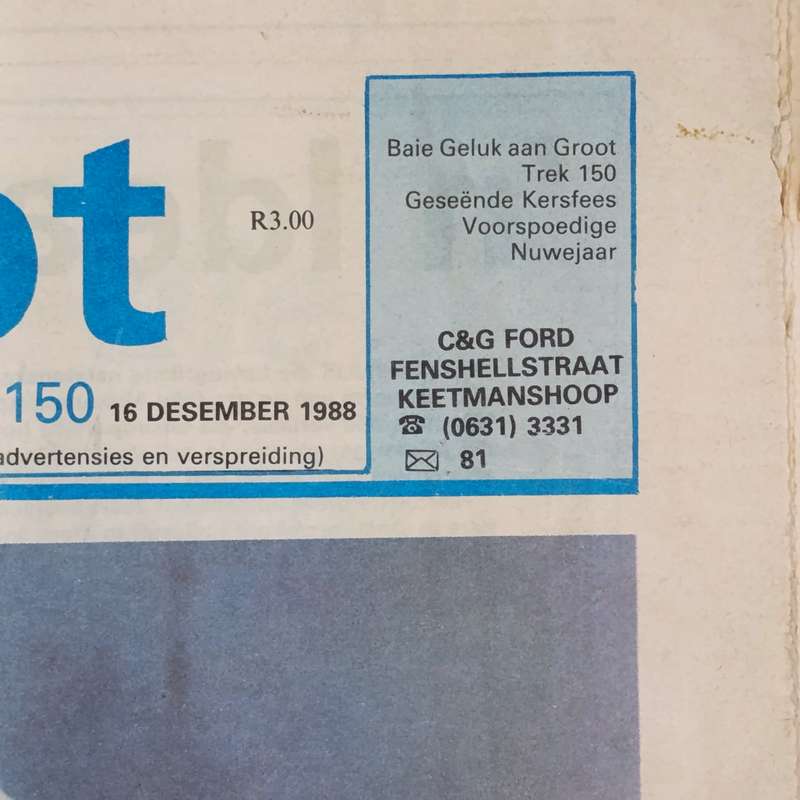 ot
R3.00
150 16 DESEMBER 1988
advertensies en verspreiding)
Baie Geluk aan Groot
Trek 150
Geseënde Kersfees
Voorspoedige
Nuwejaar
C&G FORD
FENSHELLSTRAAT
KEETMANSHOOP
☎ (0631) 3331
✉ 81